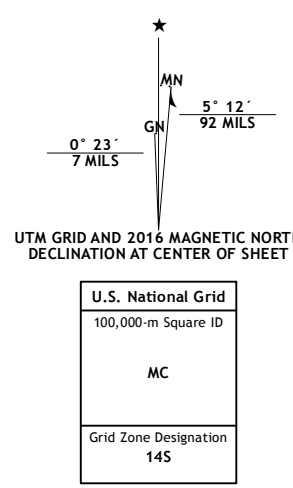 ★
MN
5° 12´
92 MILS
GN
0° 23´
7 MILS
UTM GRID AND 2016 MAGNETIC NORT
DECLINATION AT CENTER OF SHEET
U.S. National Grid
100,000-m Square ID
MC
Grid Zone Designation
14S